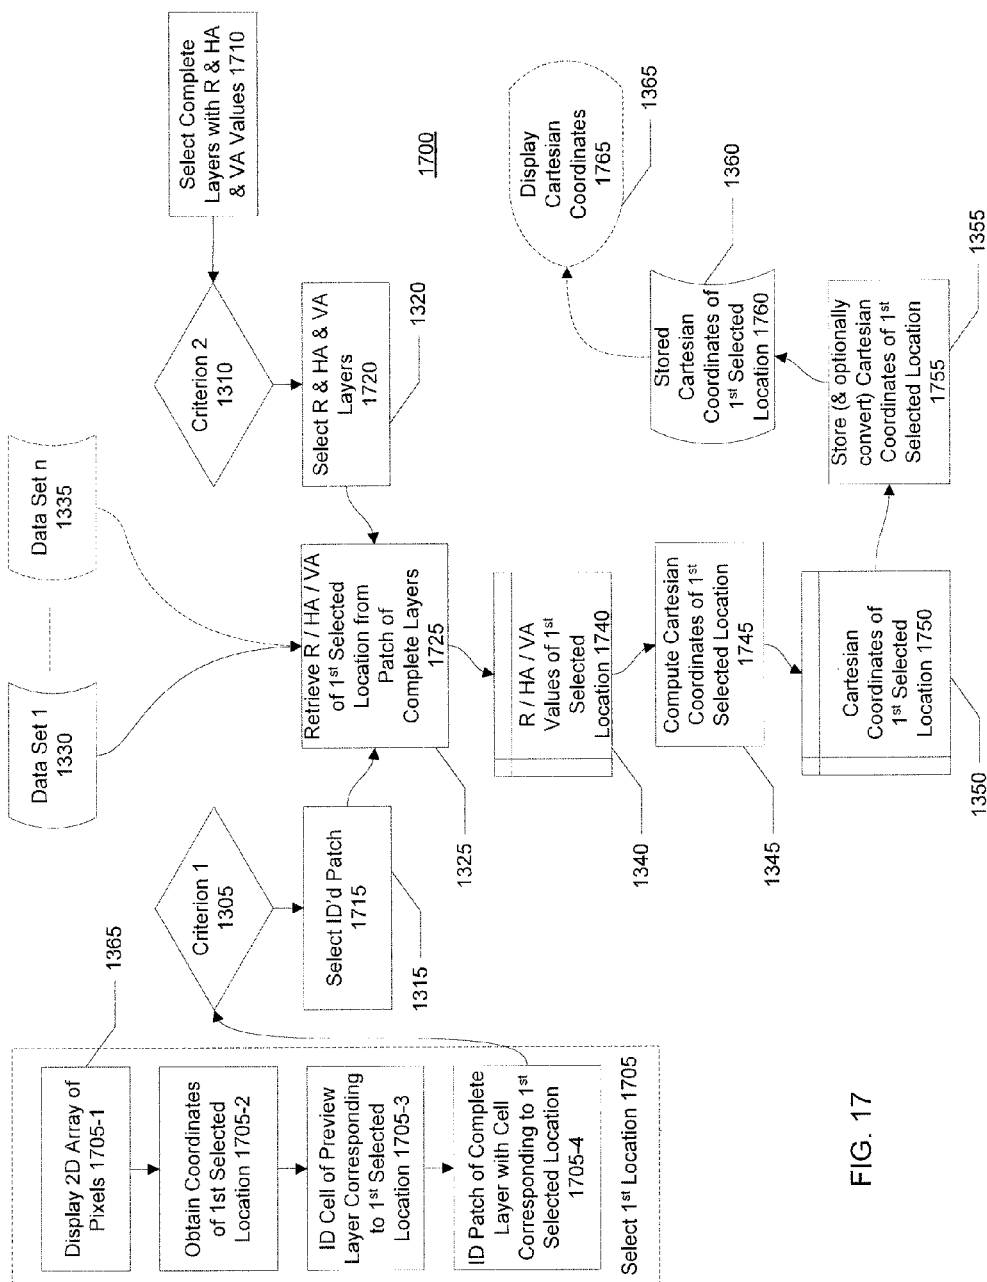 Display 2D Array of
Pixels 1705-1
1365
Obtain Coordinates
of 1st Selected
Location 1705-2
ID Cell of Preview
Layer Corresponding
to 1st Selected
Location 1705-3
ID Patch of Complete
Layer with Cell
Corresponding to 1st
Selected Location
1705-4
Select 1st Location 1705
Criterion 1
1305
Select ID'd Patch
1715
1315
Data Set 1
1330
Data Set n
1335
Select Complete
Layers with R & HA
& VA Values 1710
Criterion 2
1310
Select R & HA & VA
Layers
1720
1320
Retrieve R / HA / VA
of 1st Selected
Location from
Patch of
Complete Layers
1725
1325
R / HA / VA
Values of 1st
Selected
Location 1740
1340
Compute Cartesian
Coordinates of 1st
Selected Location
1745
1345
Cartesian
Coordinates of
1st Selected
Location 1750
1350
Store (& optionally
convert) Cartesian
Coordinates of 1st
Selected Location
1755
1355
Stored
Cartesian
Coordinates of
1st Selected
Location 1760
1360
Display
Cartesian
Coordinates
1765
1365
1700
FIG. 17